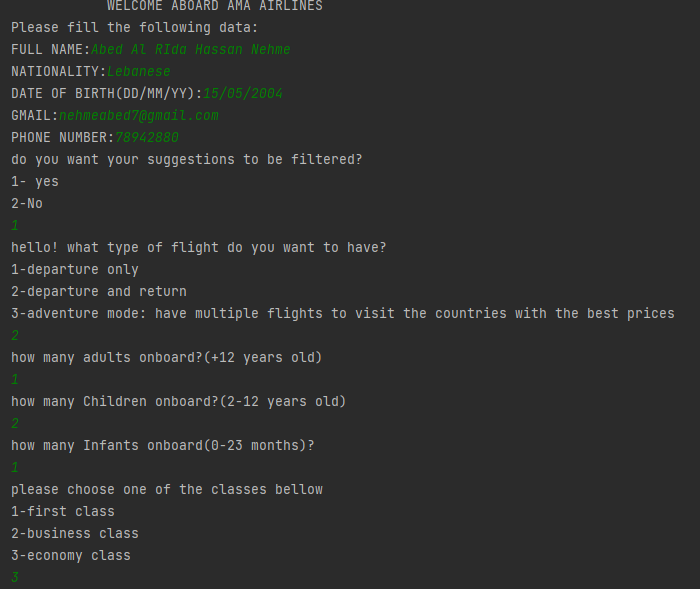 WELCOME ABOARD AMA AIRLINES
Please fill the following data:
FULL NAME:Abed Al RIda Hassan Nehme
NATIONALITY:Lebanese
DATE OF BIRTH(DD/MM/YY):15/05/2004
GMAIL:nehmeabed7@gmail.com
PHONE NUMBER:78942880
do you want your suggestions to be filtered?
1- yes
2-No
1
hello! what type of flight do you want to have?
1-departure only
2-departure and return
3-adventure mode: have multiple flights to visit the countries with the best prices
2
how many adults onboard?(+12 years old)
1
how many Children onboard?(2-12 years old)
2
how many Infants onboard(0-23 months)?
1
please choose one of the classes bellow
1-first class
2-business class
3-economy class
3